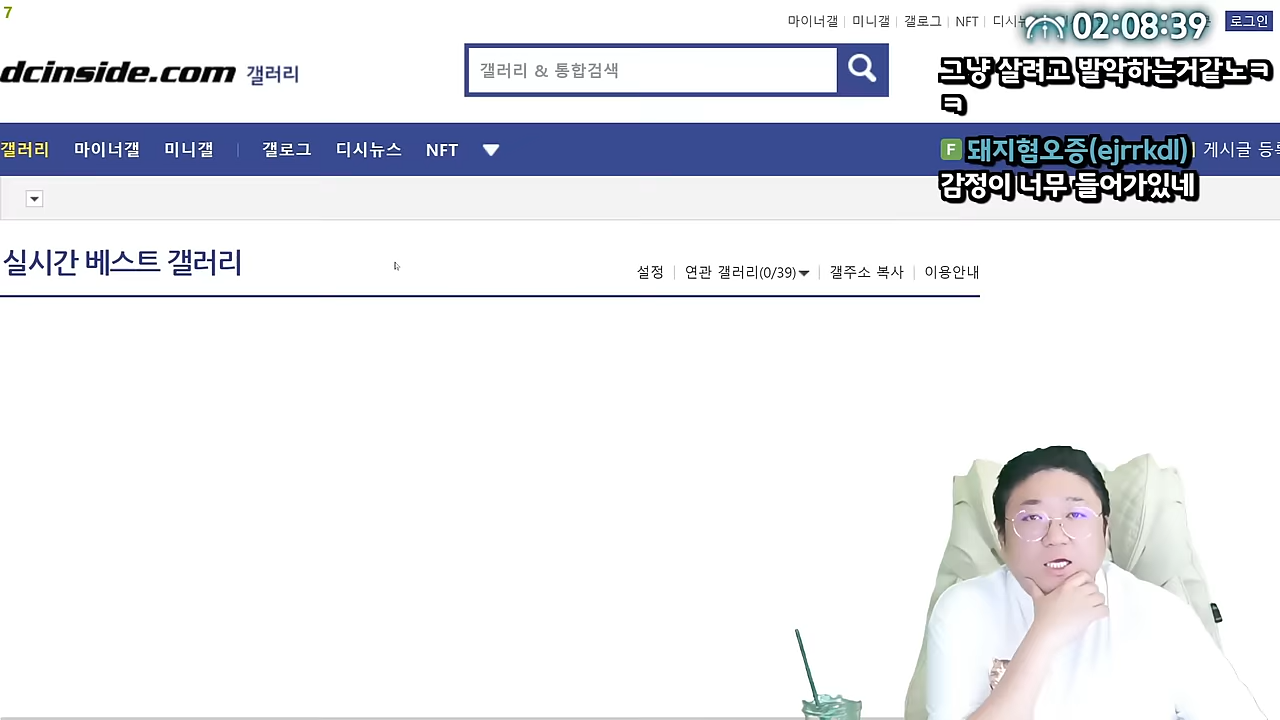 7
마이너갤 미니갤 갤로그 NFT
02:08:39
로그인
dcinside.com 갤러리
갤러리 & 통합검색
그냥 살려고 발악하는거같노ㅋ
ㅋ
갤러리 마이너갤 미니갤 갤로그 디시뉴스 NFT
F 돼지혐오증(ejrrkdl)
게시글
감정이 너무 들어가있네
실시간 베스트 갤러리
설정 연관 갤러리(0/39) 갤주소 복사 이용안내